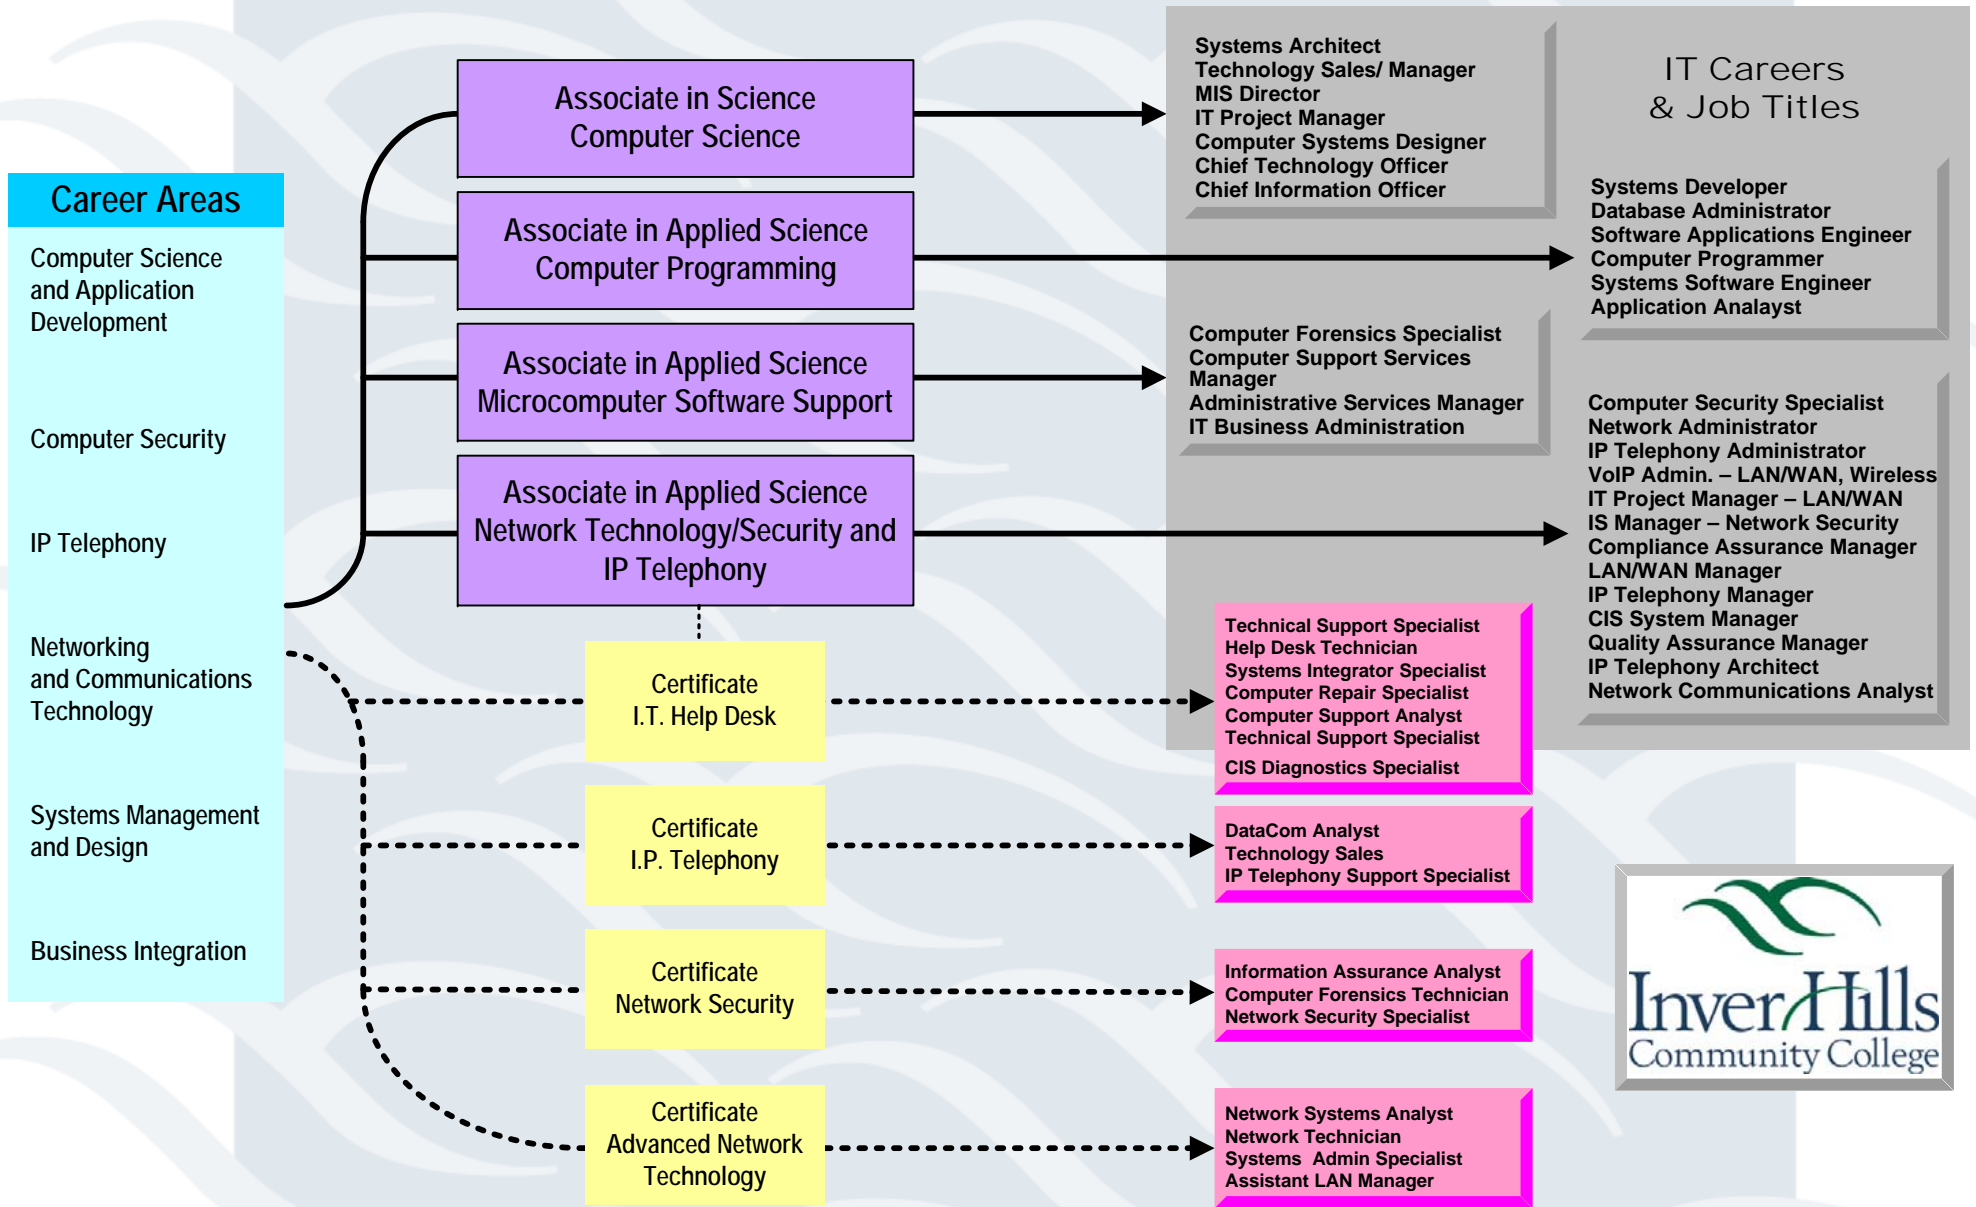 Career Areas
Computer Science
and Application
Development
Computer Security
IP Telephony
Networking
and Communications
Technology
Systems Management
and Design
Business Integration
Associate in Science
Computer Science
Associate in Applied Science
Computer Programming
Associate in Applied Science
Microcomputer Software Support
Associate in Applied Science
Network Technology/Security and
IP Telephony
Certificate
I.T. Help Desk
Certificate
I.P. Telephony
Certificate
Network Security
Certificate
Advanced Network
Technology
IT Careers
& Job Titles
Systems Architect
Technology Sales/ Manager
MIS Director
IT Project Manager
Computer Systems Designer
Chief Technology Officer
Chief Information Officer
Systems Developer
Database Administrator
Software Applications Engineer
Computer Programmer
Systems Software Engineer
Application Analayst
Computer Forensics Specialist
Computer Support Services
Manager
Administrative Services Manager
IT Business Administration
Computer Security Specialist
Network Administrator
IP Telephony Administrator
VoIP Admin. – LAN/WAN, Wireless
IT Project Manager – LAN/WAN
IS Manager – Network Security
Compliance Assurance Manager
LAN/WAN Manager
IP Telephony Manager
CIS System Manager
Quality Assurance Manager
IP Telephony Architect
Network Communications Analyst
Technical Support Specialist
Help Desk Technician
Systems Integrator Specialist
Computer Repair Specialist
Computer Support Analyst
Technical Support Specialist
CIS Diagnostics Specialist
DataCom Analyst
Technology Sales
IP Telephony Support Specialist
Information Assurance Analyst
Computer Forensics Technician
Network Security Specialist
Network Systems Analyst
Network Technician
Systems  Admin Specialist
Assistant LAN Manager
Inver Hills
Community College